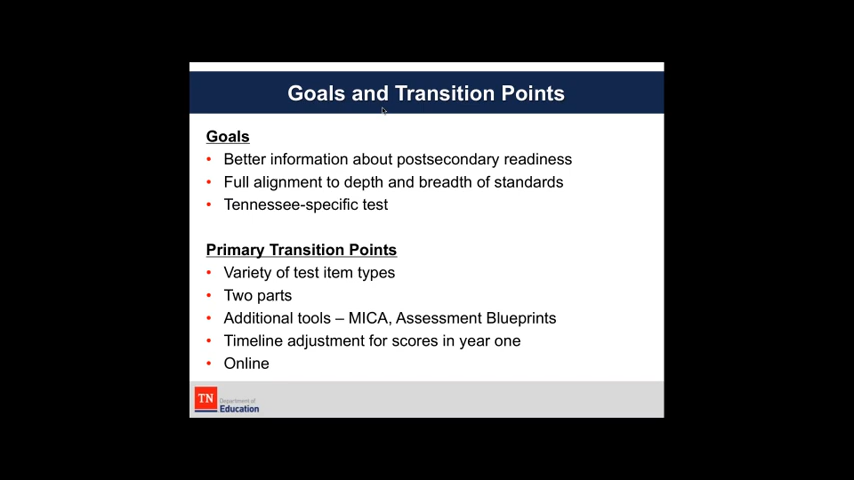 Goals and Transition Points
Goals
• Better information about postsecondary readiness
• Full alignment to depth and breadth of standards
• Tennessee-specific test
Primary Transition Points
• Variety of test item types
• Two parts
• Additional tools – MICA, Assessment Blueprints
• Timeline adjustment for scores in year one
• Online
TN
Department of
Education